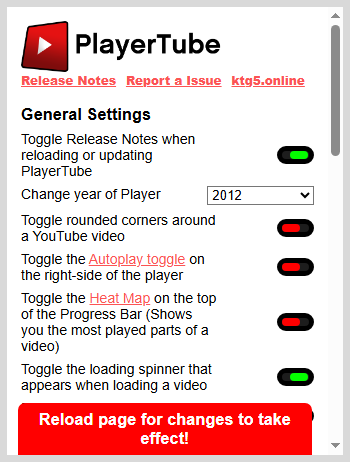 PlayerTube
Release Notes Report a Issue ktg5.online
General Settings
Toggle Release Notes when
reloading or updating
PlayerTube
Change year of Player 2012
Toggle rounded corners around
a YouTube video
Toggle the Autoplay toggle on
the right-side of the player
Toggle the Heat Map on the top
of the Progress Bar (Shows
you the most played parts of a
video)
Toggle the loading spinner that
appears when loading a video
Reload page for changes to take
effect!